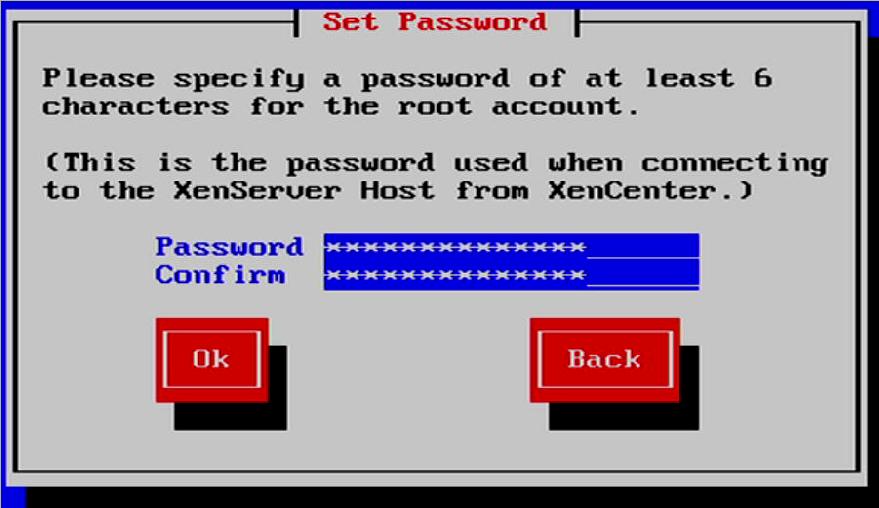 Set Password
Please specify a password of at least 6
characters for the root account.
(This is the password used when connecting
to the XenServer Host from XenCenter.)
Password **************
Confirm **************
Ok Back